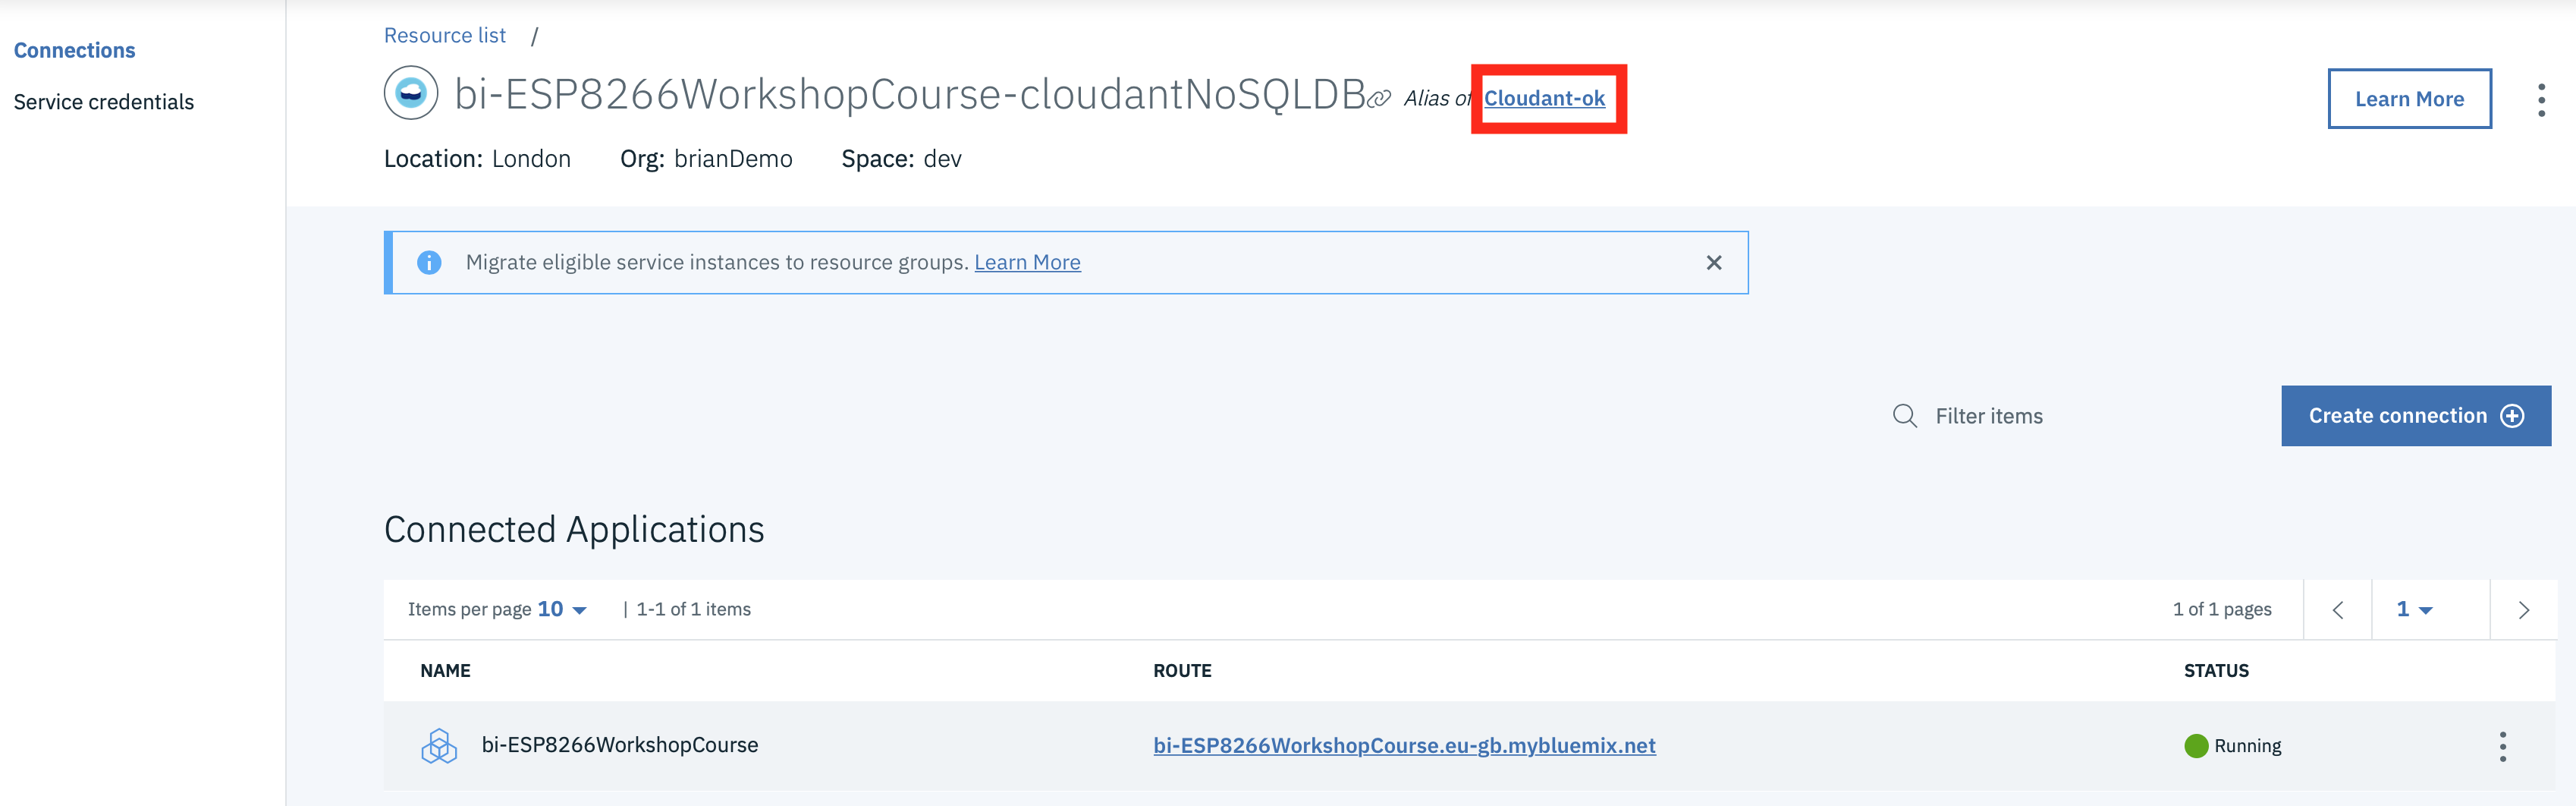 Connections
Service credentials
Resource list /
bi-ESP8266WorkshopCourse-cloudantNoSQLDB Alias of Cloudant-ok
Learn More
Location: London Org: brianDemo Space: dev
Migrate eligible service instances to resource groups. Learn More
Filter items
Create connection
Connected Applications
Items per page 10 | 1-1 of 1 items 1 of 1 pages 1
NAME ROUTE STATUS
bi-ESP8266WorkshopCourse bi-ESP8266WorkshopCourse.eu-gb.mybluemix.net Running